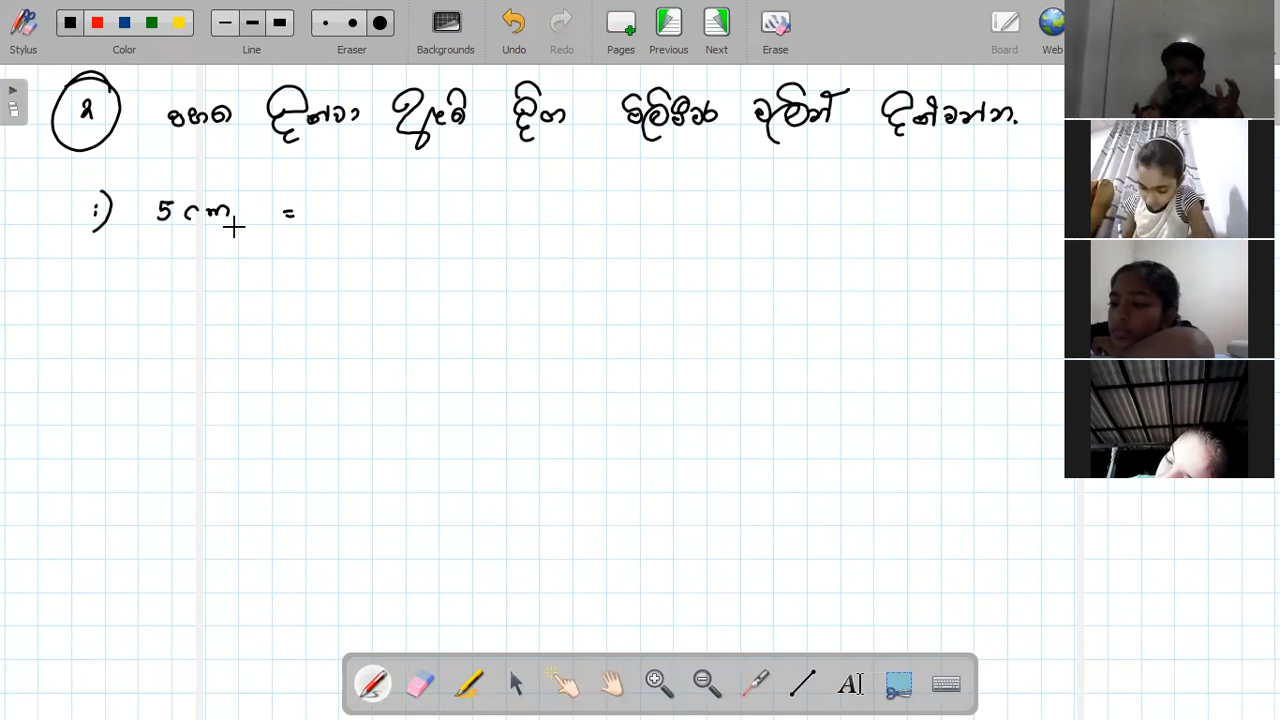 Stylus Color Line Eraser Backgrounds Undo Redo Pages Previous Next Erase Board Web
2 පහත දක්වා ඇති දිග මිලිමීටර වලින් දක්වන්න.
i) 5 cm =